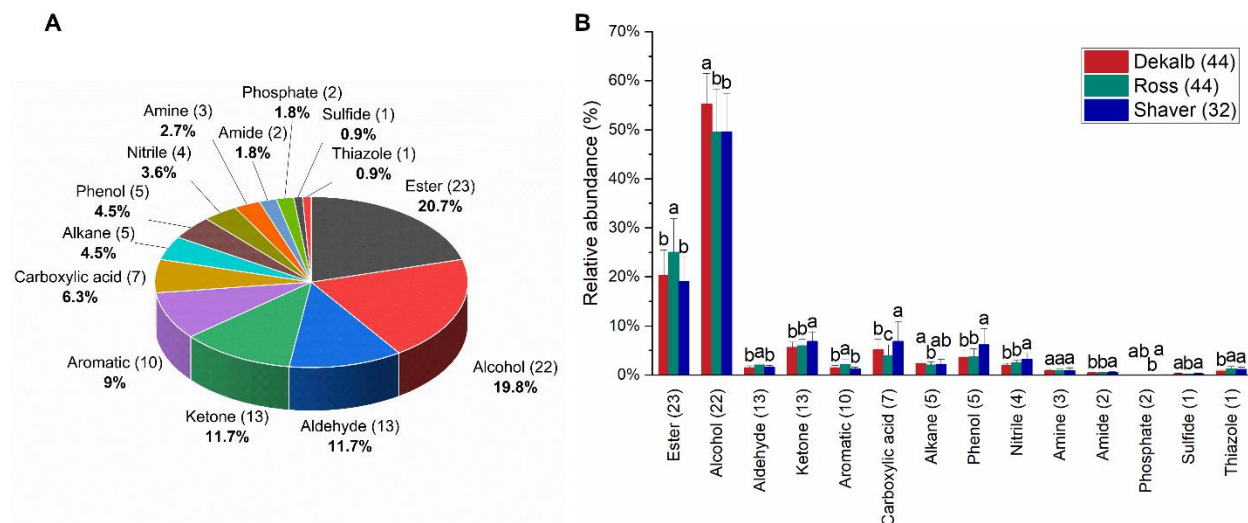 A
Phosphate (2)
1.8%
Sulfide (1)
0.9%
Thiazole (1)
0.9%
Ester (23)
20.7%
Alcohol (22)
19.8%
Aldehyde (13)
11.7%
Ketone (13)
11.7%
Aromatic (10)
9%
Carboxylic acid (7)
6.3%
Alkane (5)
4.5%
Phenol (5)
4.5%
Nitrile (4)
3.6%
Amine (3)
2.7%
Amide (2)
1.8%
B
Relative abundance (%)
70%
60%
50%
40%
30%
20%
10%
0%
Dekalb (44)
Ross (44)
Shaver (32)
b a b
a b b
b a b
b b a
b a b
b c a
a b ab
b b a
b b a
a a a
b b a
ab b a
a b a
b a a
Ester (23)
Alcohol (22)
Aldehyde (13)
Ketone (13)
Aromatic (10)
Carboxylic acid (7)
Alkane (5)
Phenol (5)
Nitrile (4)
Amine (3)
Amide (2)
Phosphate (2)
Sulfide (1)
Thiazole (1)